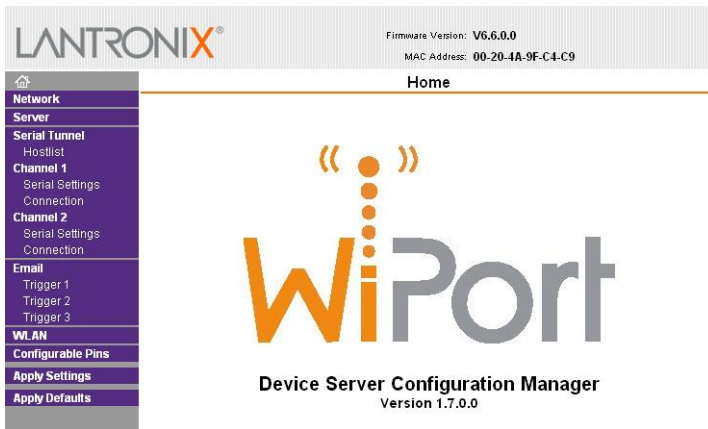 LANTRONIX®
Firmware Version: V6.6.0.0
MAC Address: 00-20-4A-9F-C4-C9
Home
Network
Server
Serial Tunnel
Hostlist
Channel 1
Serial Settings
Connection
Channel 2
Serial Settings
Connection
Email
Trigger 1
Trigger 2
Trigger 3
WLAN
Configurable Pins
Apply Settings
Apply Defaults
WiPort
Device Server Configuration Manager
Version 1.7.0.0